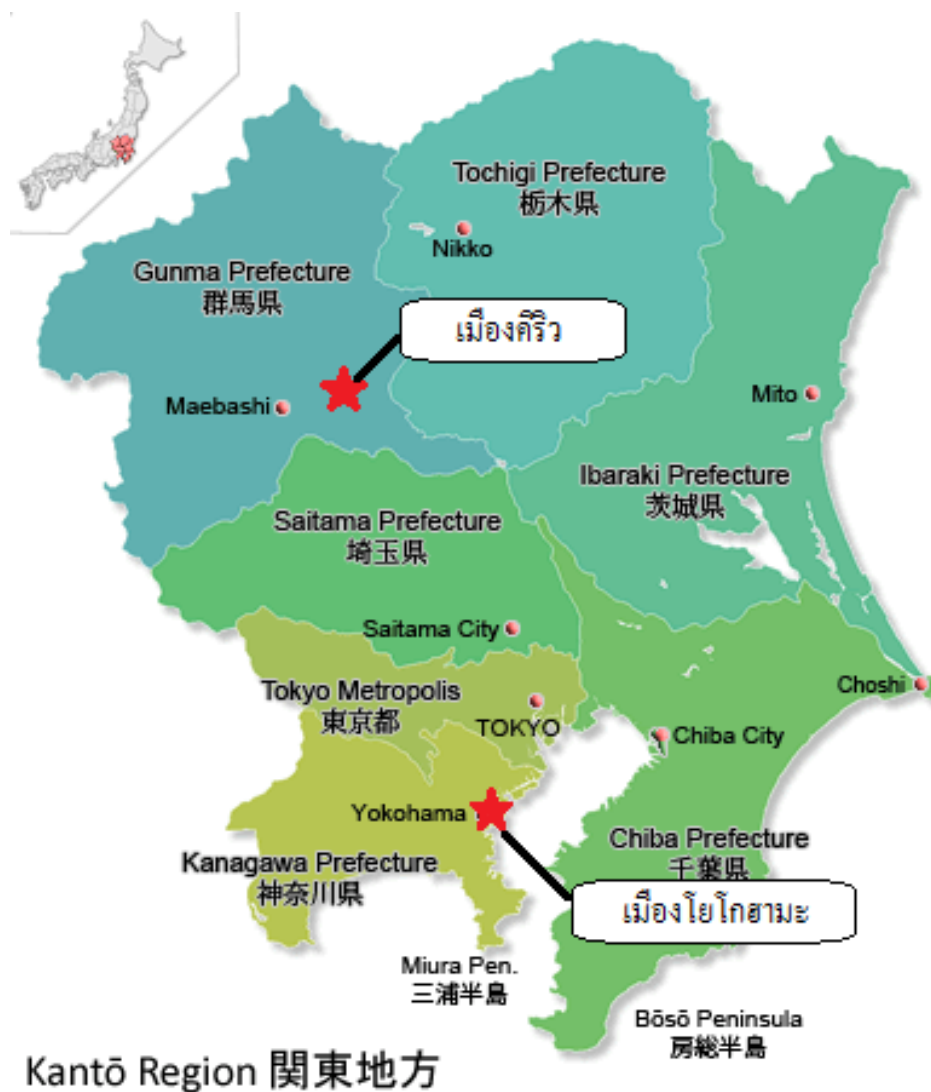 Tochigi Prefecture
栃木県
Nikko
Gunma Prefecture
群馬県
เมืองคิริว
Maebashi
Mito
Ibaraki Prefecture
茨城県
Saitama Prefecture
埼玉県
Saitama City
Tokyo Metropolis
東京都
TOKYO
Choshi
Chiba City
Yokohama
Chiba Prefecture
千葉県
Kanagawa Prefecture
神奈川県
เมืองโยโกฮามะ
Miura Pen.
三浦半島
Bōsō Peninsula
房総半島
Kantō Region 関東地方